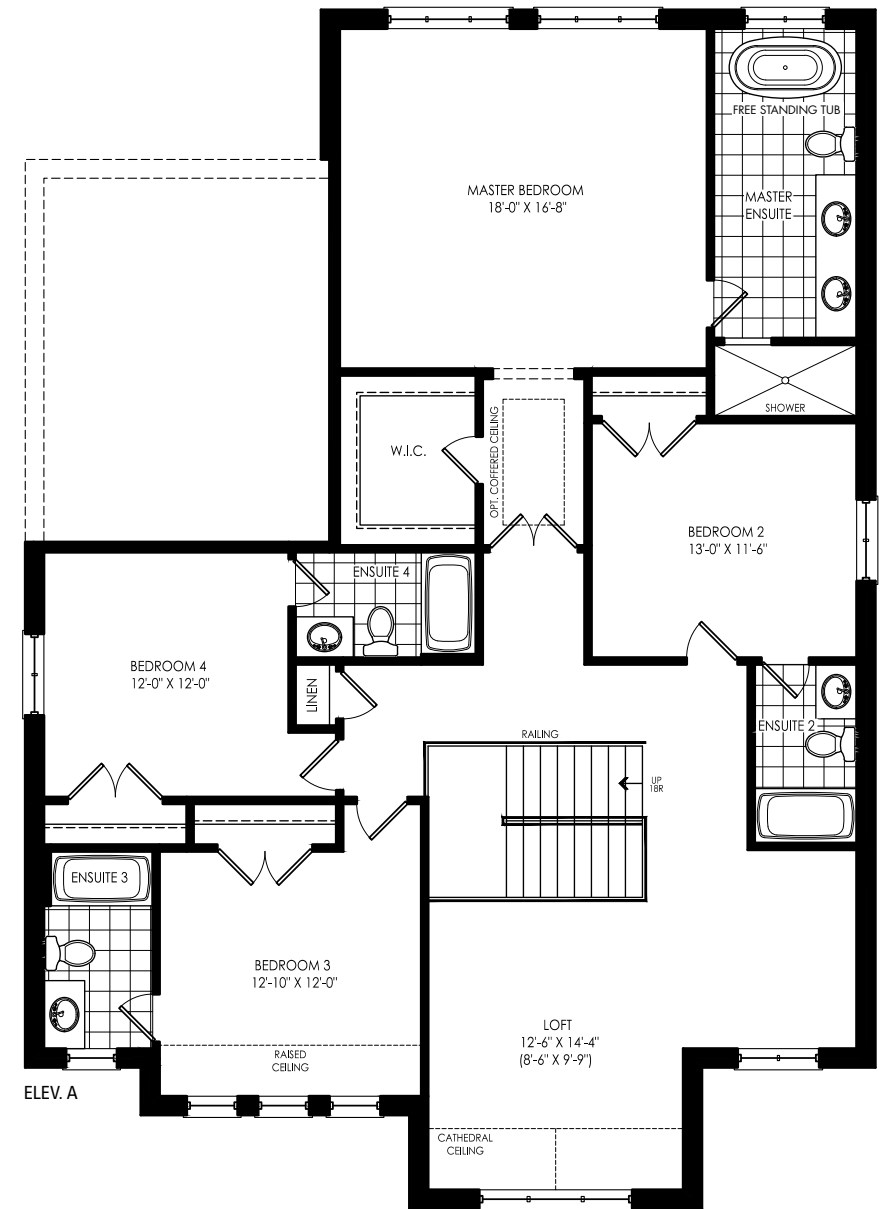 FREE STANDING TUB
MASTER BEDROOM
18'-0" X 16'-8"
MASTER
ENSUITE
SHOWER
W.I.C.
OPT. COFFERED CEILING
BEDROOM 2
13'-0" X 11'-6"
ENSUITE 4
BEDROOM 4
12'-0" X 12'-0"
LINEN
ENSUITE 2
RAILING
UP
18R
ENSUITE 3
BEDROOM 3
12'-10" X 12'-0"
LOFT
12'-6" X 14'-4"
(8'-6" X 9'-9")
RAISED
CEILING
ELEV. A
CATHEDRAL
CEILING